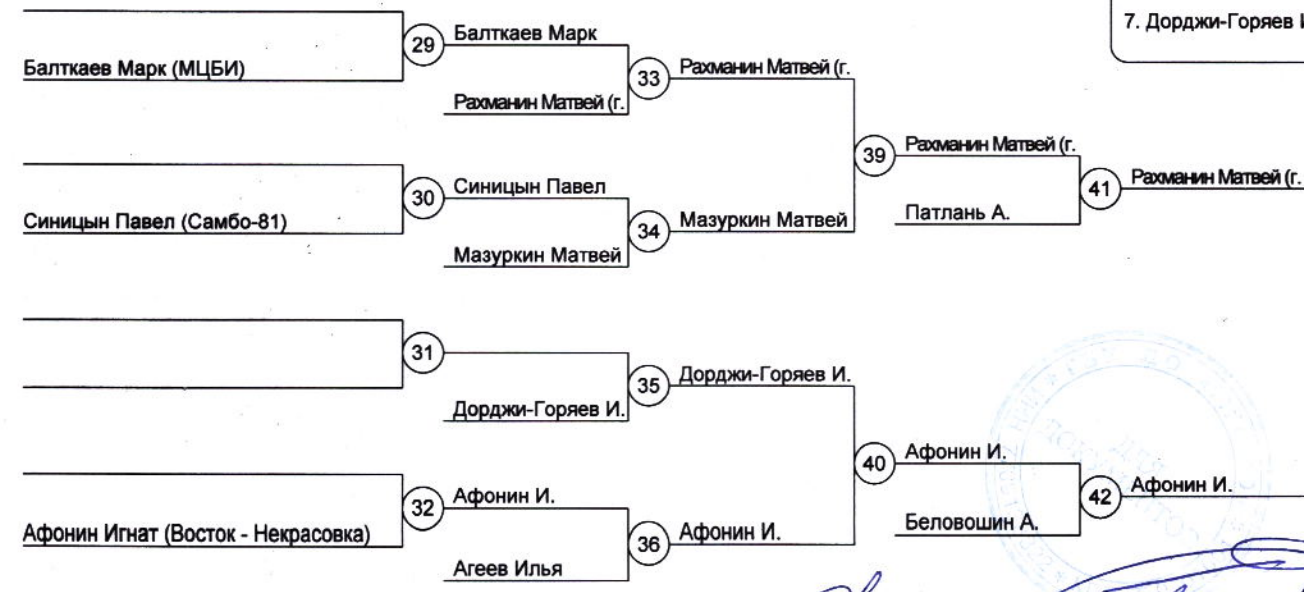 7. Дорджи-Горяев И
29
Балткаев Марк
Балткаев Марк (МЦБИ)
33
Рахманин Матвей (г.
Рахманин Матвей (г.
39
Рахманин Матвей (г.
30
Синицын Павел
41
Рахманин Матвей (г.
Синицын Павел (Самбо-81)
34
Мазуркин Матвей
Патлань А.
Мазуркин Матвей
31
35
Дорджи-Горяев И.
Дорджи-Горяев И.
40
Афонин И.
32
Афонин И.
42
Афонин И.
Афонин Игнат (Восток - Некрасовка)
36
Афонин И.
Беловошин А.
Агеев Илья